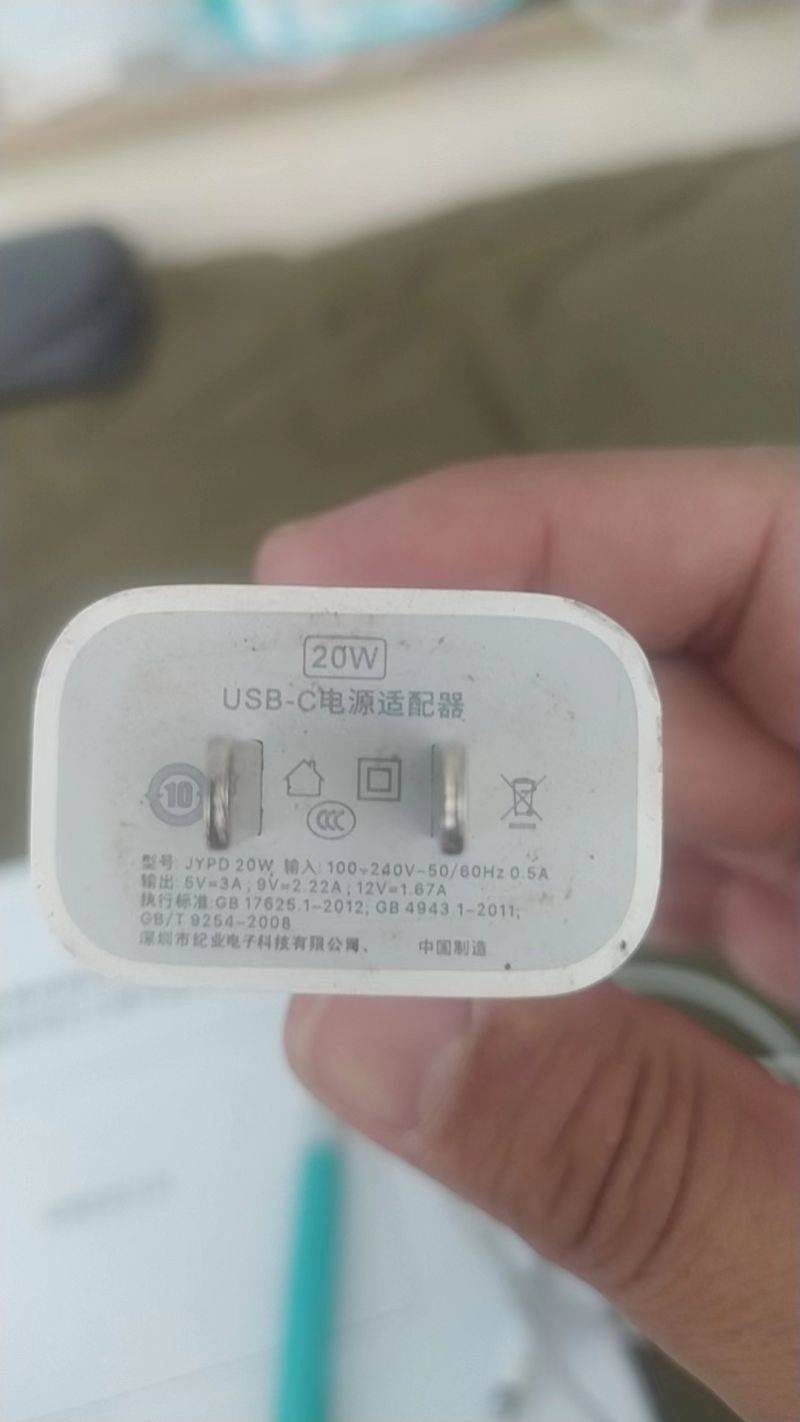 20W
USB-C电源适配器
10
CCC
型号: JYPD 20W, 输入: 100~240V-50/60Hz 0.5A
输出: 5V=3A ; 9V=2.22A ; 12V=1.67A
执行标准:GB 17625.1-2012; GB 4943.1-2011;
GB/T 9254-2008
深圳市纪业电子科技有限公司、 中国制造